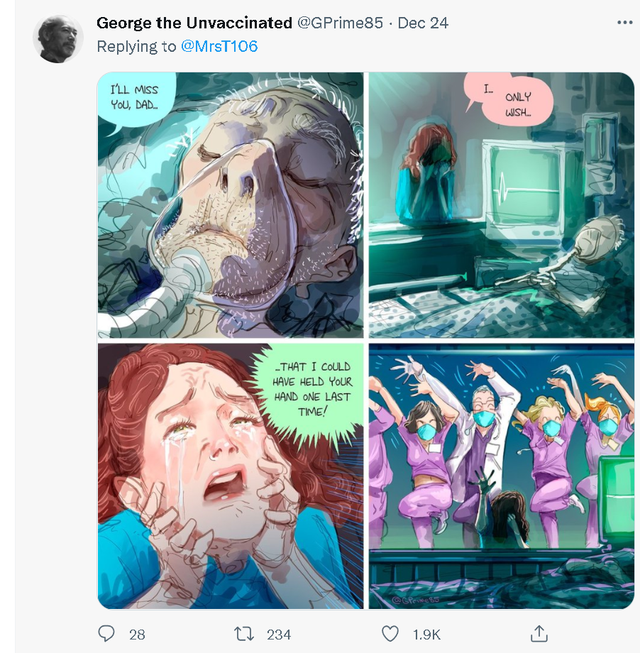 George the Unvaccinated @GPrime85 · Dec 24
Replying to @MrsT106
I'LL MISS
YOU, DAD...
I...
ONLY
WISH...
...THAT I COULD
HAVE HELD YOUR
HAND ONE LAST
TIME!
28
234
1.9K